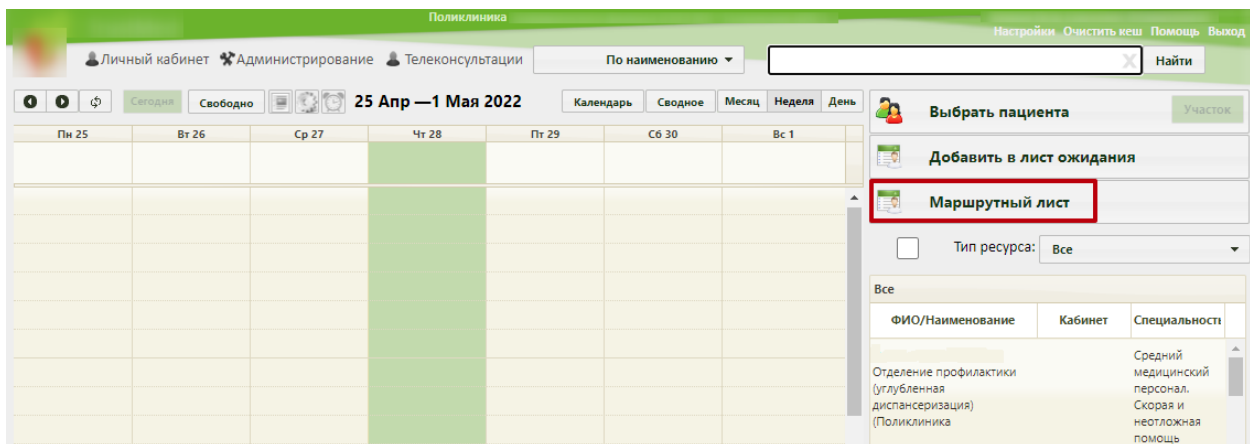 Поликлиника
Настройки Очистить кеш Помощь Выход
Личный кабинет Администрирование Телеконсультации По наименованию Найти
Сегодня Свободно 25 Апр —1 Мая 2022 Календарь Сводное Месяц Неделя День
Выбрать пациента Участок
Пн 25 Вт 26 Ср 27 Чт 28 Пт 29 Сб 30 Вс 1
Добавить в лист ожидания
Маршрутный лист
Тип ресурса: Все
Все
ФИО/Наименование Кабинет Специальность
Отделение профилактики
(углубленная
диспансеризация)
(Поликлиника
Средний
медицинский
персонал.
Скорая и
неотложная
помощь